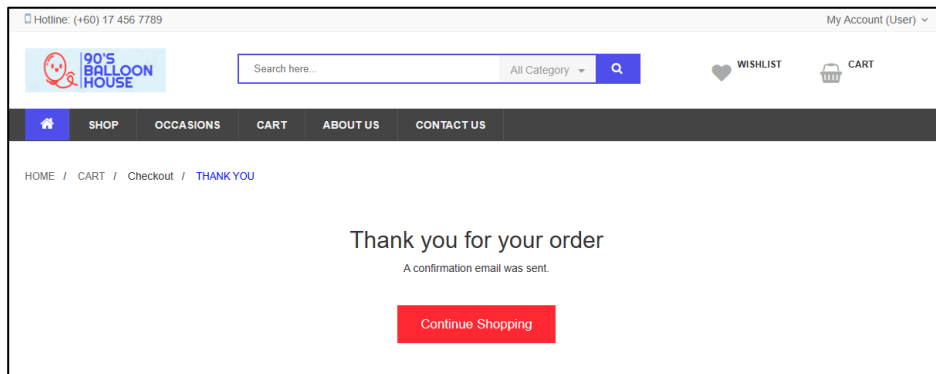 Hotline: (+60) 17 456 7789 My Account (User)
90'S
BALLOON
HOUSE
Search here... All Category
WISHLIST CART
SHOP OCCASIONS CART ABOUT US CONTACT US
HOME / CART / Checkout / THANK YOU
Thank you for your order
A confirmation email was sent.
Continue Shopping